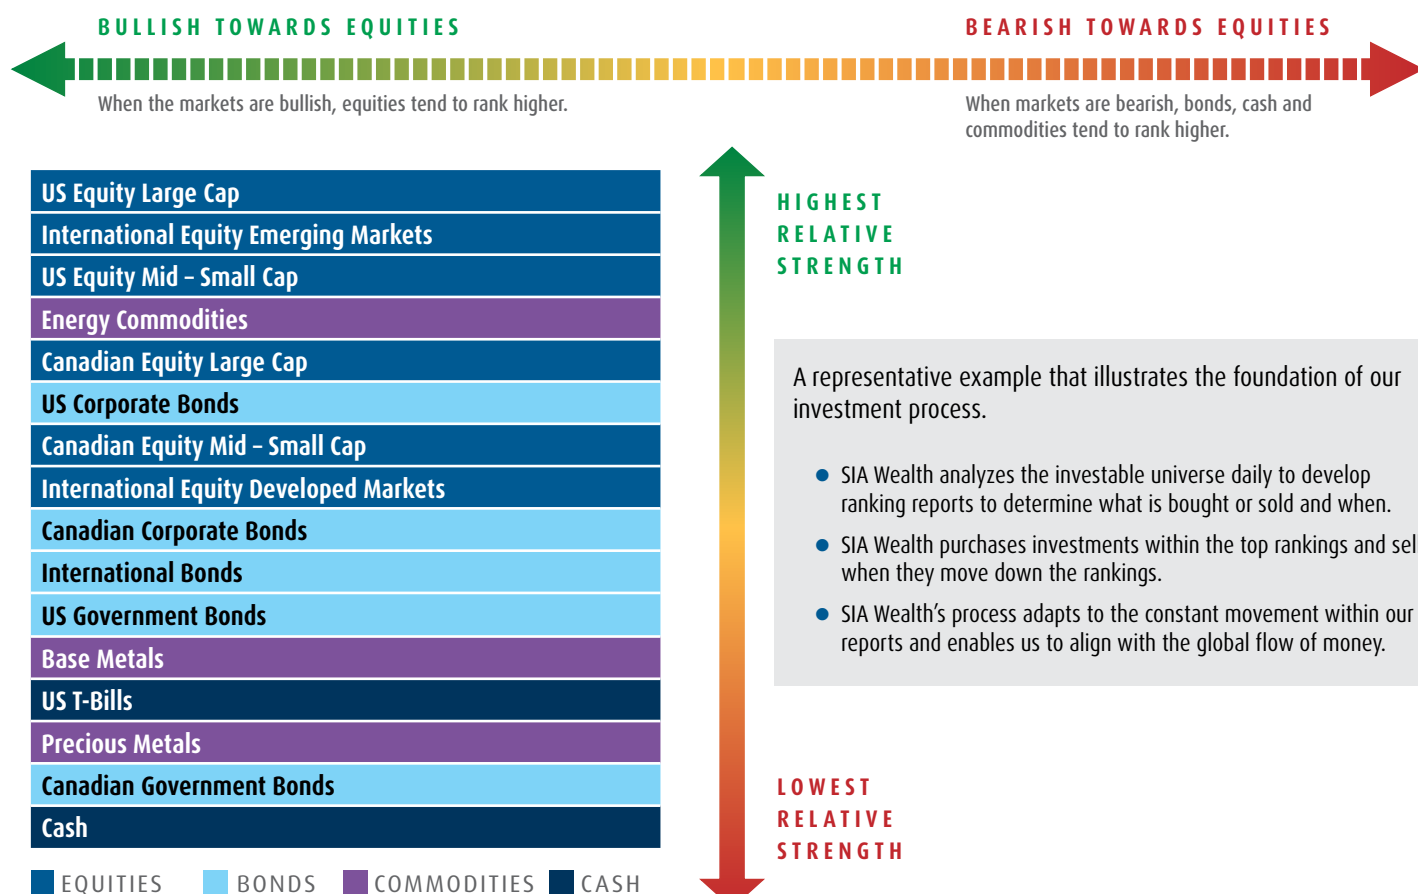 BULLISH TOWARDS EQUITIES
BEARISH TOWARDS EQUITIES
When the markets are bullish, equities tend to rank higher.
When markets are bearish, bonds, cash and
commodities tend to rank higher.
US Equity Large Cap
International Equity Emerging Markets
US Equity Mid – Small Cap
Energy Commodities
Canadian Equity Large Cap
US Corporate Bonds
Canadian Equity Mid – Small Cap
International Equity Developed Markets
Canadian Corporate Bonds
International Bonds
US Government Bonds
Base Metals
US T-Bills
Precious Metals
Canadian Government Bonds
Cash
EQUITIES BONDS COMMODITIES CASH
HIGHEST
RELATIVE
STRENGTH
A representative example that illustrates the foundation of our
investment process.
● SIA Wealth analyzes the investable universe daily to develop
ranking reports to determine what is bought or sold and when.
● SIA Wealth purchases investments within the top rankings and sel
when they move down the rankings.
● SIA Wealth's process adapts to the constant movement within our
reports and enables us to align with the global flow of money.
LOWEST
RELATIVE
STRENGTH